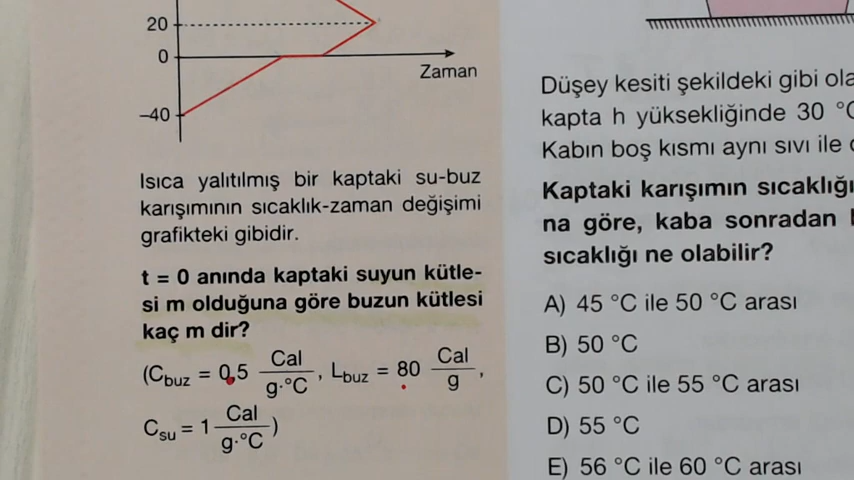 20
0
Zaman
–40
Isıca yalıtılmış bir kaptaki su-buz
karışımının sıcaklık-zaman değişimi
grafikteki gibidir.
t = 0 anında kaptaki suyun kütle-
si m olduğuna göre buzun kütlesi
kaç m dir?
(Cbuz = 0,5 Cal/g·°C, Lbuz = 80 Cal/g,
Csu = 1 Cal/g·°C)
Düşey kesiti şekildeki gibi
kapta h yüksekliğinde 30
Kabın boş kısmı aynı sıvı ile
Kaptaki karışımın
na göre, kaba sonradan
sıcaklığı ne olabilir?
A) 45 °C ile 50 °C arası
B) 50 °C
C) 50 °C ile 55 °C arası
D) 55 °C
E) 56 °C ile 60 °C arası